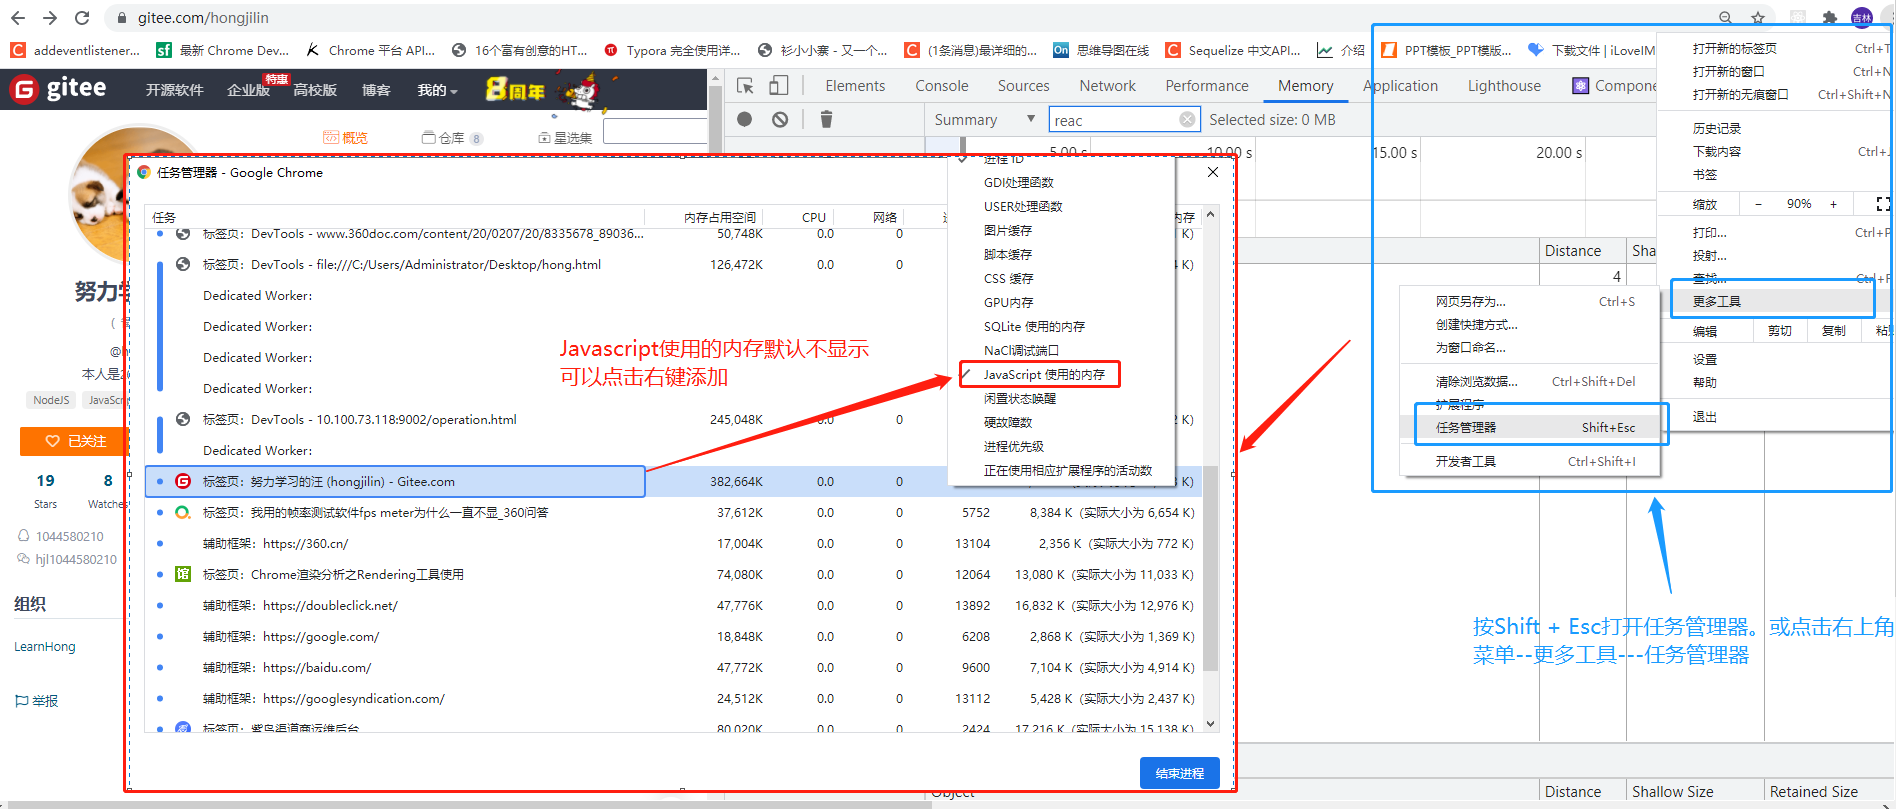 gitee.com/hongjilin
吉林
addeventlistener...
最新 Chrome Dev...
Chrome 平台 API...
16个富有创意的HT...
Typora 完全使用详...
衫小小寨 - 又一个...
(1条消息)最详细的...
思维导图在线
Sequelize 中文API...
介绍
PPT模板_PPT模版...
下载文件 | iLoveIM
gitee
开源软件
企业版
特惠
高校版
博客
我的
8周年
概览
仓库 8
星选集
Elements
Console
Sources
Network
Performance
Memory
Application
Lighthouse
Compone
Summary
reac
Selected size: 0 MB
5.00 s
10.00 s
15.00 s
20.00 s
Distance
Sha
4
努力学
@h
本人是2
NodeJS
JavaScrip
已关注
19
8
Stars
Watches
1044580210
hjl1044580210
组织
LearnHong
举报
任务管理器 - Google Chrome
任务
内存占用空间
CPU
网络
标签页：DevTools - www.360doc.com/content/20/0207/20/8335678_89036...
50,748K
0.0
0
标签页：DevTools - file:///C:/Users/Administrator/Desktop/hong.html
126,472K
0.0
0
Dedicated Worker:
Dedicated Worker:
Dedicated Worker:
Dedicated Worker:
标签页：DevTools - 10.100.73.118:9002/operation.html
245,048K
0.0
0
Dedicated Worker:
标签页：努力学习的汪 (hongjilin) - Gitee.com
382,664K
0.0
0
标签页：我用的帧率测试软件fps meter为什么一直不显_360问答
37,612K
0.0
0
5752
8,384 K (实际大小为 6,654 K)
辅助框架：https://360.cn/
17,004K
0.0
0
13104
2,356 K (实际大小为 772 K)
标签页：Chrome渲染分析之Rendering工具使用
74,080K
0.0
0
12064
13,080 K (实际大小为 11,033 K)
辅助框架：https://doubleclick.net/
47,776K
0.0
0
13892
16,832 K (实际大小为 12,976 K)
辅助框架：https://google.com/
18,848K
0.0
0
6208
2,868 K (实际大小为 1,369 K)
辅助框架：https://baidu.com/
47,772K
0.0
0
9600
7,104 K (实际大小为 4,914 K)
辅助框架：https://googlesyndication.com/
24,512K
0.0
0
13112
5,428 K (实际大小为 2,437 K)
标签页：紫鸟渠道商运维后台
80,020K
0.0
0
2424
17,216 K (实际大小为 15,138 K)
结束进程
进程 ID
GDI处理函数
USER处理函数
图片缓存
脚本缓存
CSS 缓存
GPU内存
SQLite 使用的内存
NaCl调试端口
JavaScript 使用的内存
闲置状态唤醒
硬故障数
进程优先级
正在使用相应扩展程序的活动数
Javascript使用的内存默认不显示
可以点击右键添加
打开新的标签页 Ctrl+T
打开新的窗口 Ctrl+N
打开新的无痕窗口 Ctrl+Shift+N
历史记录
下载内容 Ctrl+J
书签
缩放 - 90% +
打印... Ctrl+P
投射...
查找... Ctrl+F
更多工具
编辑 剪切 复制 粘贴
设置
帮助
退出
网页另存为... Ctrl+S
创建快捷方式...
为窗口命名...
清除浏览数据... Ctrl+Shift+Del
扩展程序
任务管理器 Shift+Esc
开发者工具 Ctrl+Shift+I
按Shift + Esc打开任务管理器。或点击右上角
菜单--更多工具---任务管理器
Object
Distance
Shallow Size
Retained Size